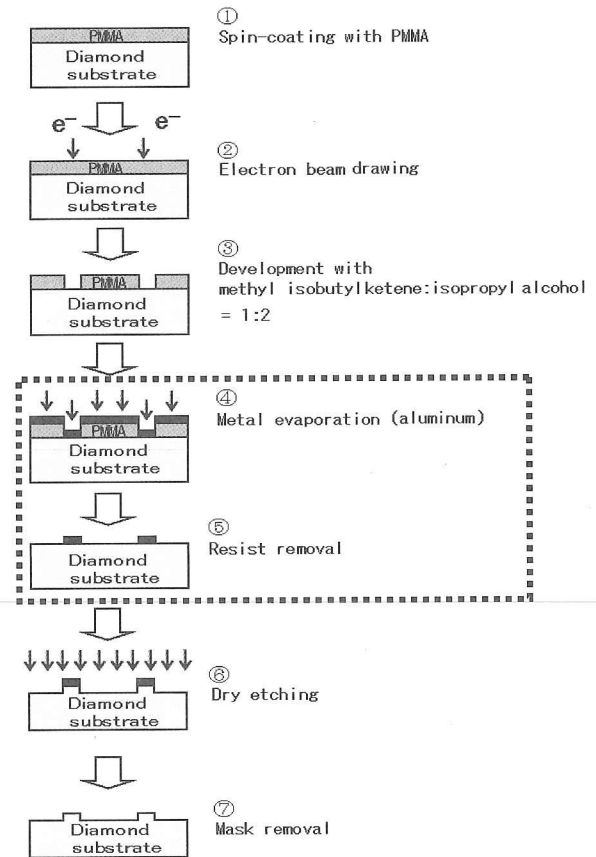 ①
Spin-coating with PMMA
PMMA
Diamond
substrate
e⁻ e⁻
②
Electron beam drawing
PMMA
Diamond
substrate
③
Development with
methyl isobutylketene:isopropyl alcohol
= 1:2
PMMA
Diamond
substrate
④
Metal evaporation (aluminum)
PMMA
Diamond
substrate
⑤
Resist removal
Diamond
substrate
⑥
Dry etching
Diamond
substrate
⑦
Mask removal
Diamond
substrate